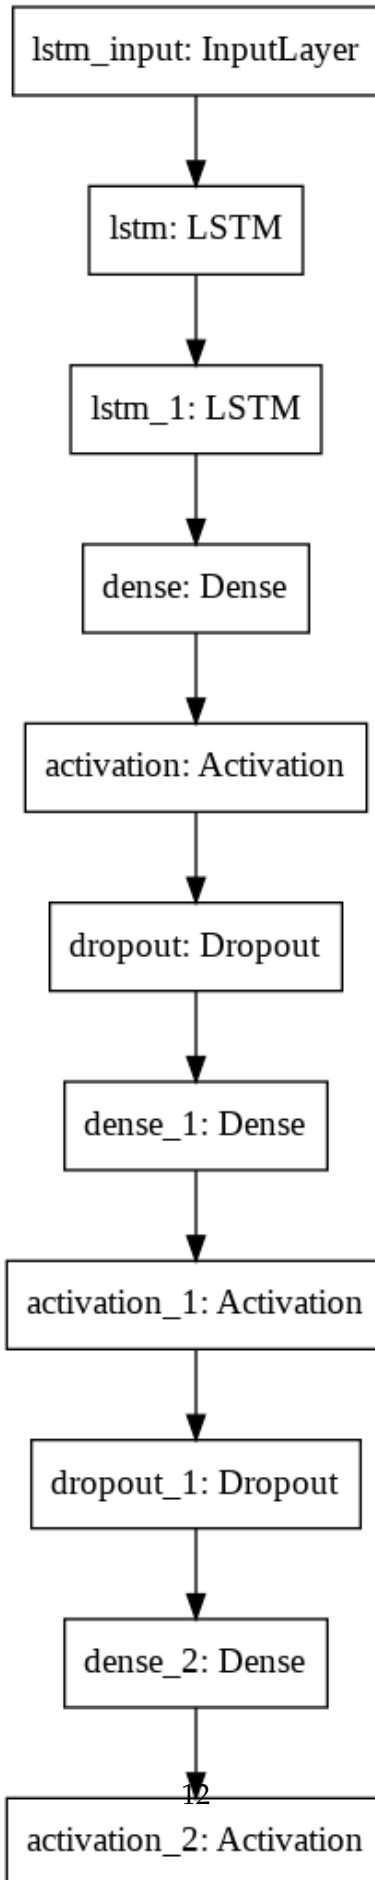 lstm_input: InputLayer
lstm: LSTM
lstm_1: LSTM
dense: Dense
activation: Activation
dropout: Dropout
dense_1: Dense
activation_1: Activation
dropout_1: Dropout
dense_2: Dense
12
activation_2: Activation